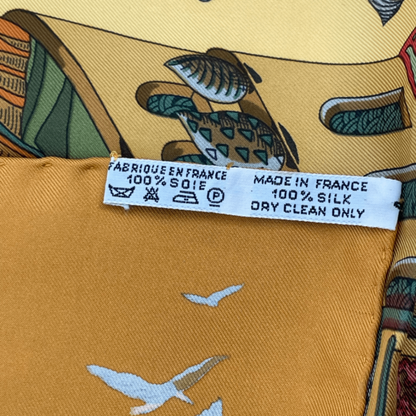 FABRIQUE EN FRANCE
100% SOIE
P
MADE IN FRANCE
100% SILK
DRY CLEAN ONLY